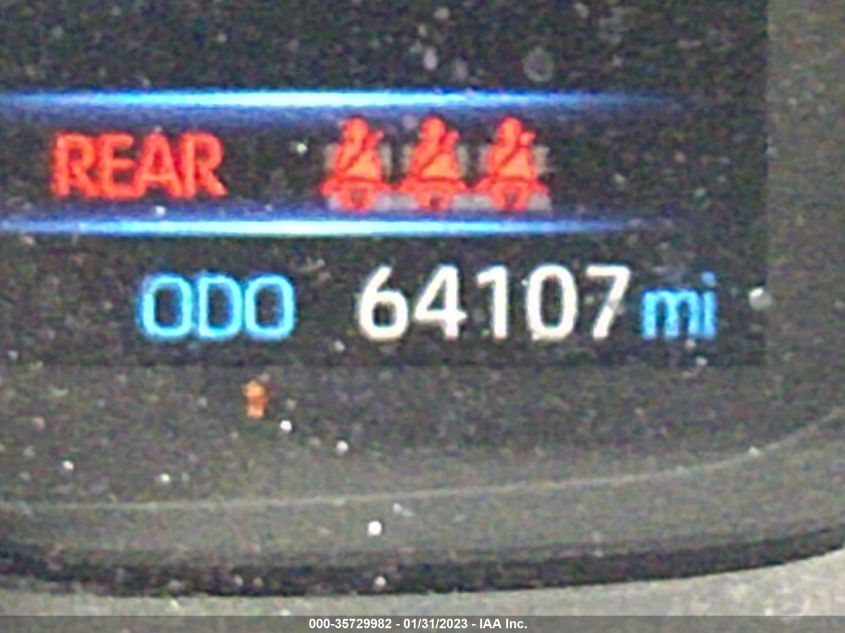 REAR
ODO 64107 mi
000-35729982 - 01/31/2023 - IAA Inc.